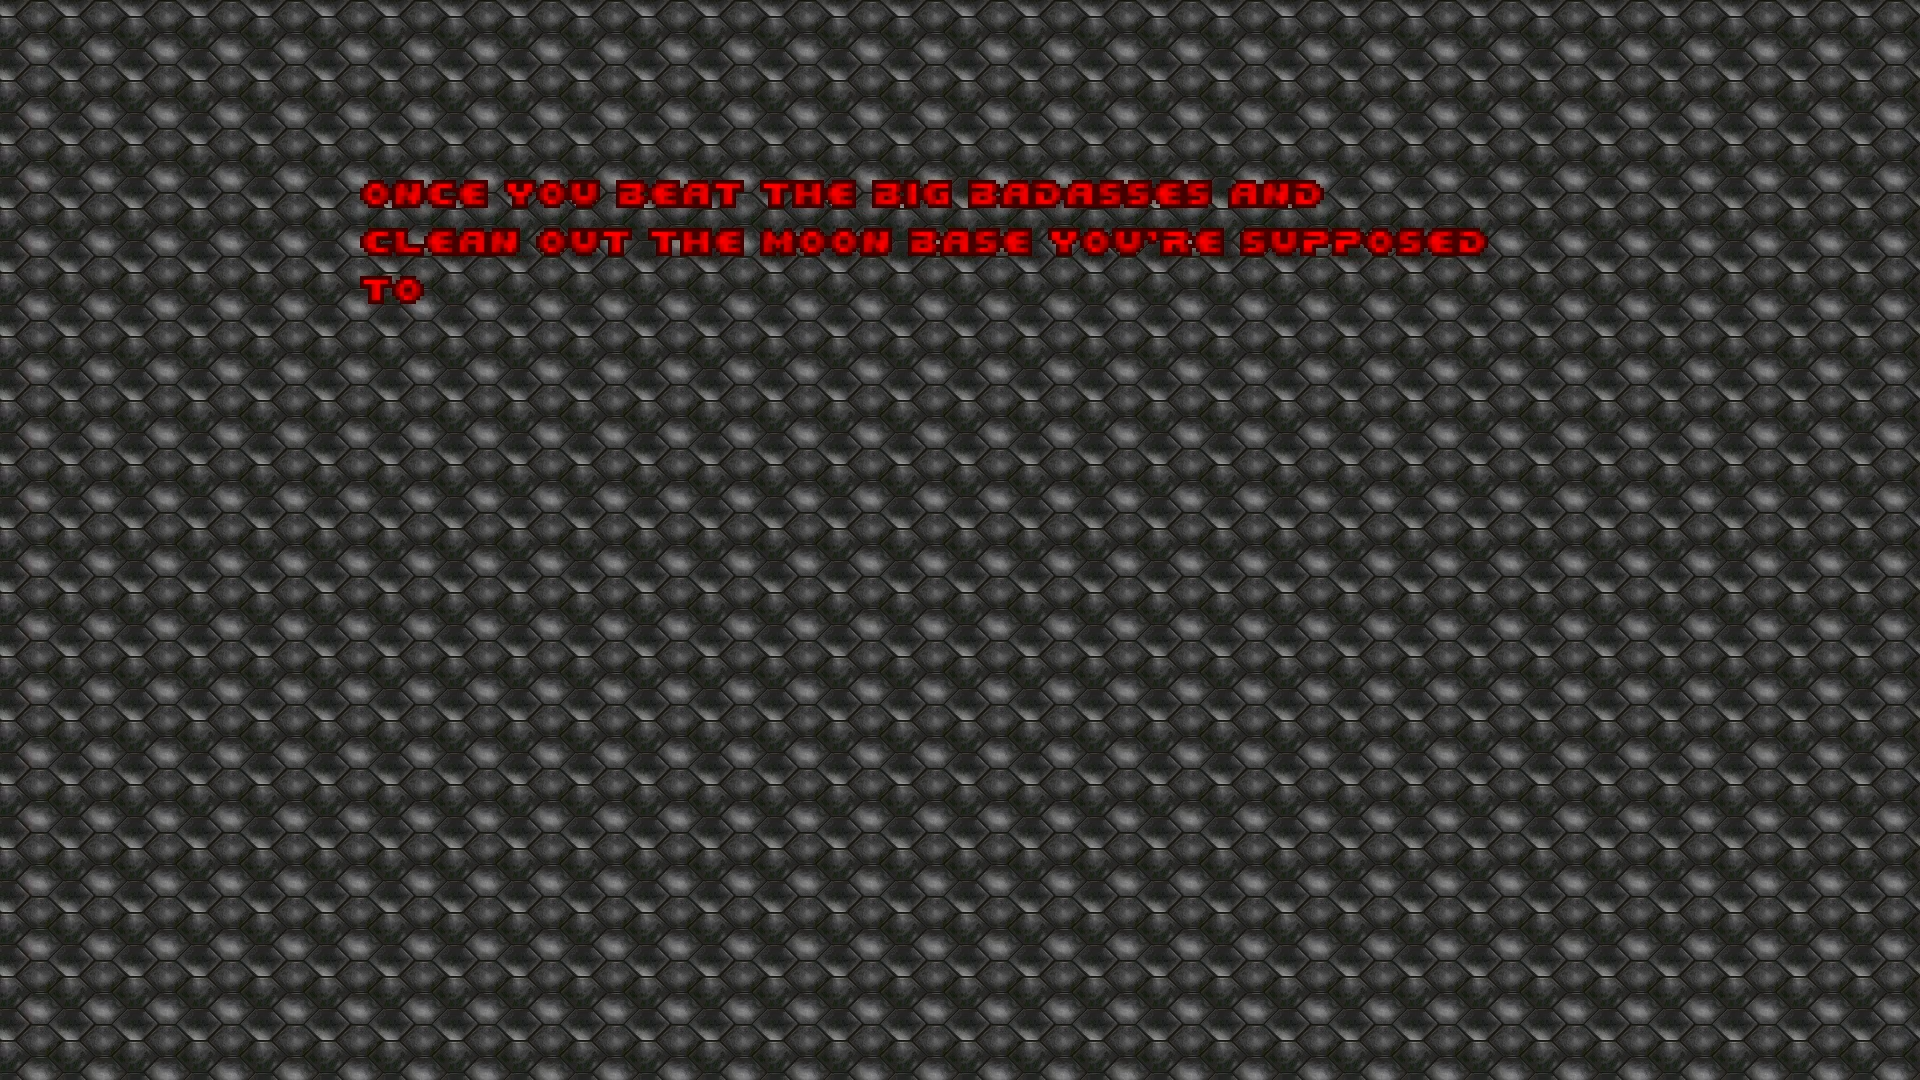 ONCE YOU BEAT THE BIG BADASSES AND
CLEAN OUT THE MOON BASE YOU'RE SUPPOSED
TO